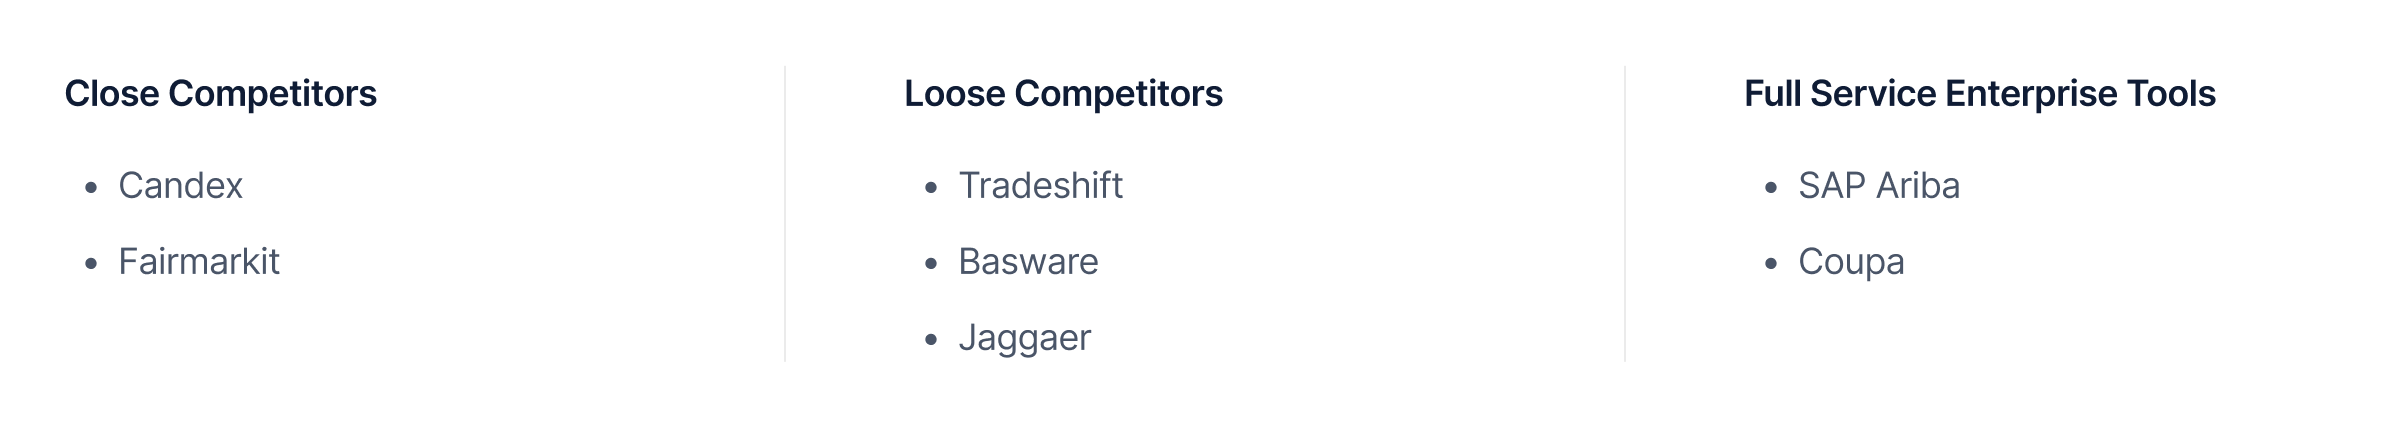 Close Competitors
• Candex
• Fairmarkit
Loose Competitors
• Tradeshift
• Basware
• Jaggaer
Full Service Enterprise Tools
• SAP Ariba
• Coupa